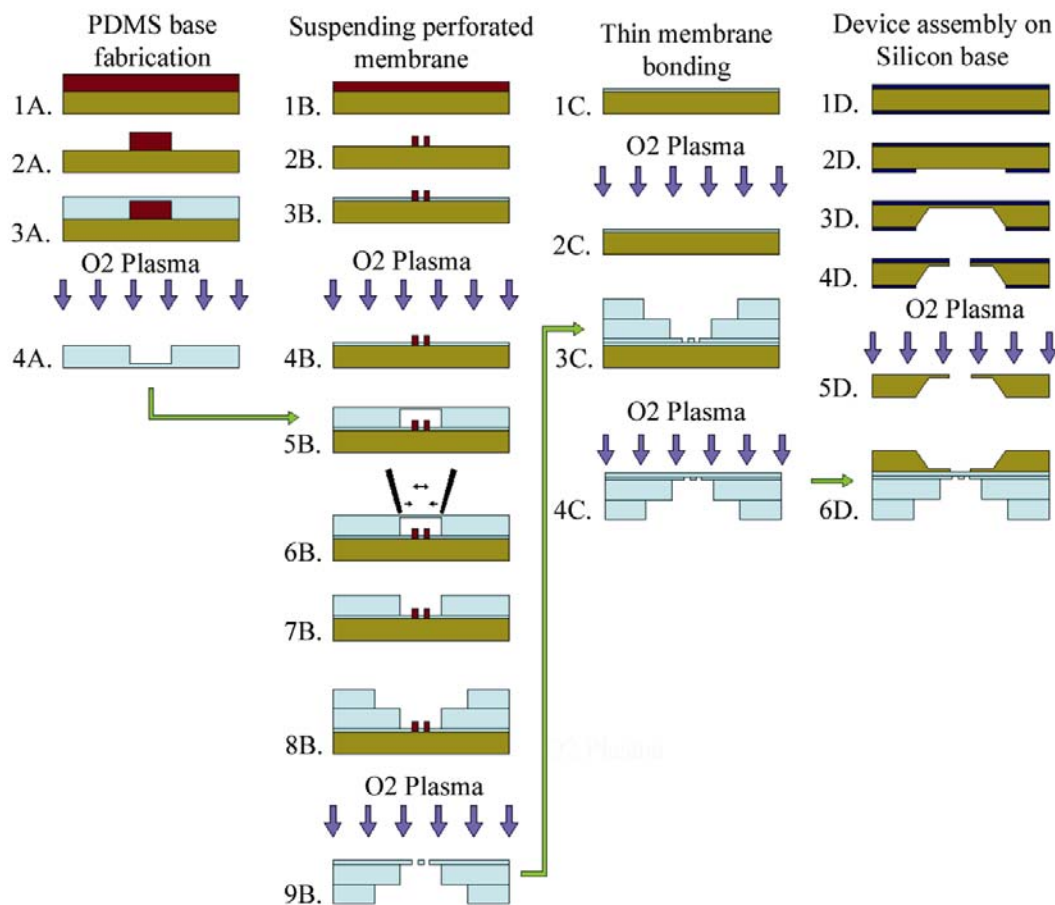 PDMS base
fabrication
1A.
2A.
3A.
O2 Plasma
4A.
Suspending perforated
membrane
1B.
2B.
3B.
O2 Plasma
4B.
5B.
6B.
7B.
8B.
O2 Plasma
9B.
Thin membrane
bonding
1C.
O2 Plasma
2C.
3C.
O2 Plasma
4C.
O2 Plasma
Device assembly on
Silicon base
1D.
2D.
3D.
4D.
O2 Plasma
5D.
6D.